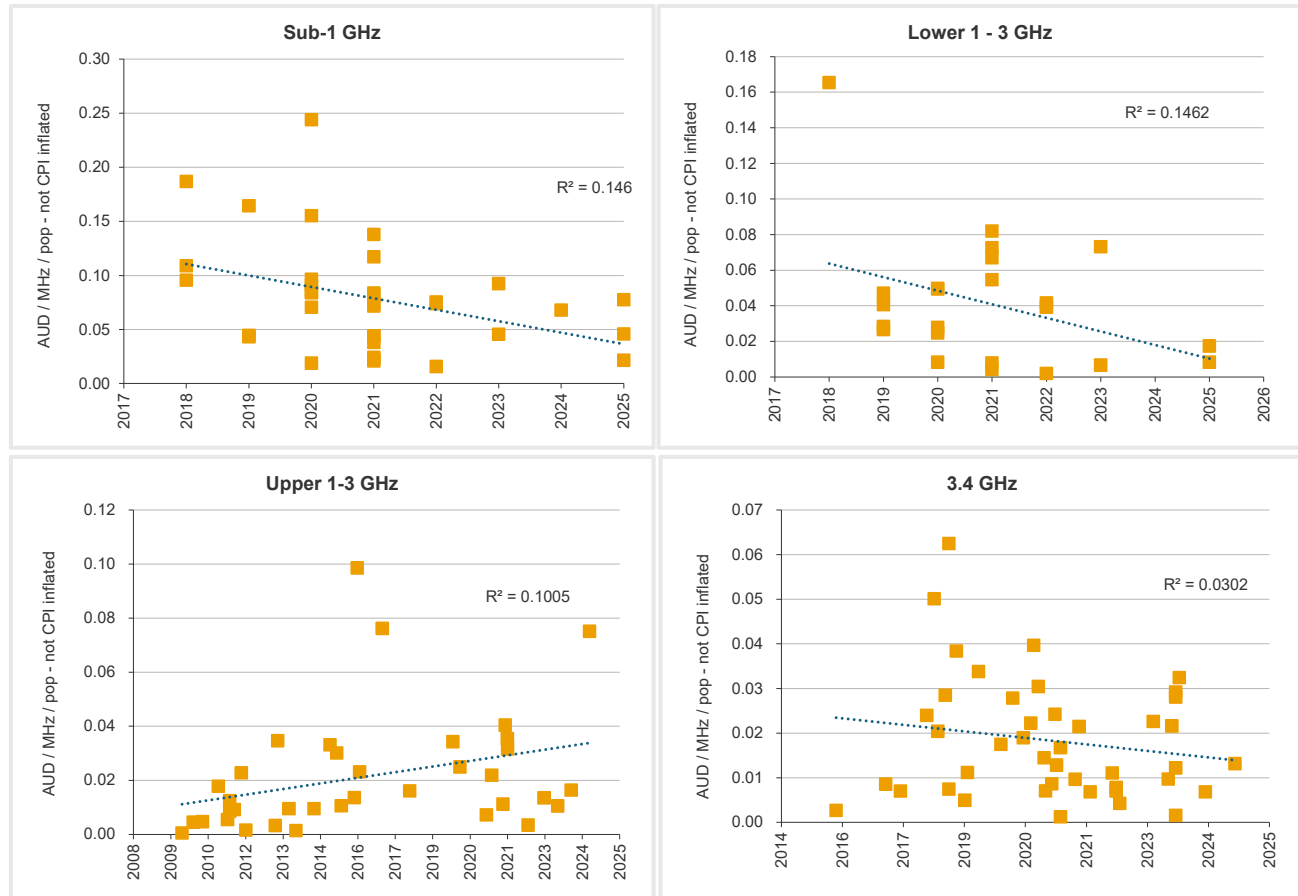 Sub-1 GHz
AUD / MHz / pop - not CPI inflated
0.30
0.25
0.20
0.15
0.10
0.05
0.00
R² = 0.146
2017 2018 2019 2020 2021 2022 2023 2024 2025
Lower 1 - 3 GHz
AUD / MHz / pop - not CPI inflated
0.18
0.16
0.14
0.12
0.10
0.08
0.06
0.04
0.02
0.00
R² = 0.1462
2017 2018 2019 2020 2021 2022 2023 2024 2025 2026
Upper 1-3 GHz
AUD / MHz / pop - not CPI inflated
0.12
0.10
0.08
0.06
0.04
0.02
0.00
R² = 0.1005
2008 2009 2010 2012 2013 2014 2016 2017 2018 2020 2021 2023 2024 2025
3.4 GHz
AUD / MHz / pop - not CPI inflated
0.07
0.06
0.05
0.04
0.03
0.02
0.01
0.00
R² = 0.0302
2014 2016 2017 2019 2020 2021 2023 2024 2025